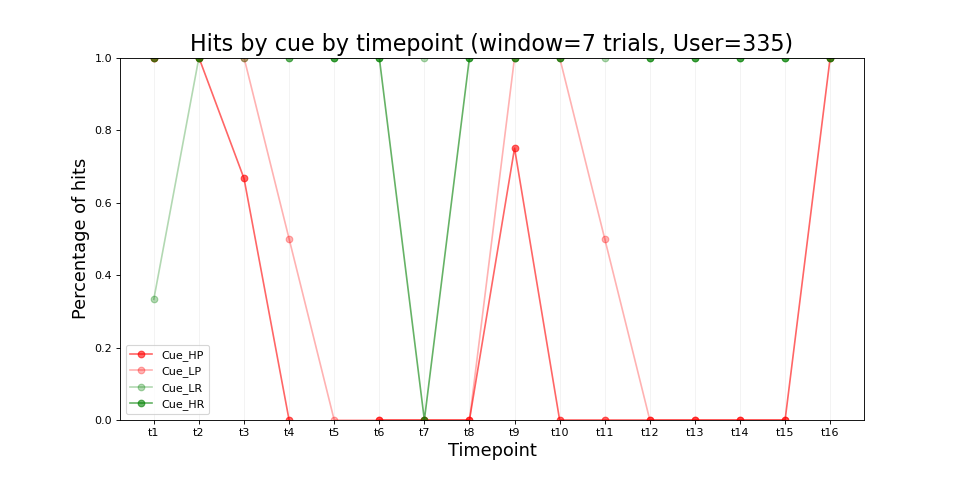 Hits by cue by timepoint (window=7 trials, User=335)
Percentage of hits
1.0
0.8
0.6
0.4
0.2
0.0
Cue_HP
Cue_LP
Cue_LR
Cue_HR
t1 t2 t3 t4 t5 t6 t7 t8 t9 t10 t11 t12 t13 t14 t15 t16
Timepoint